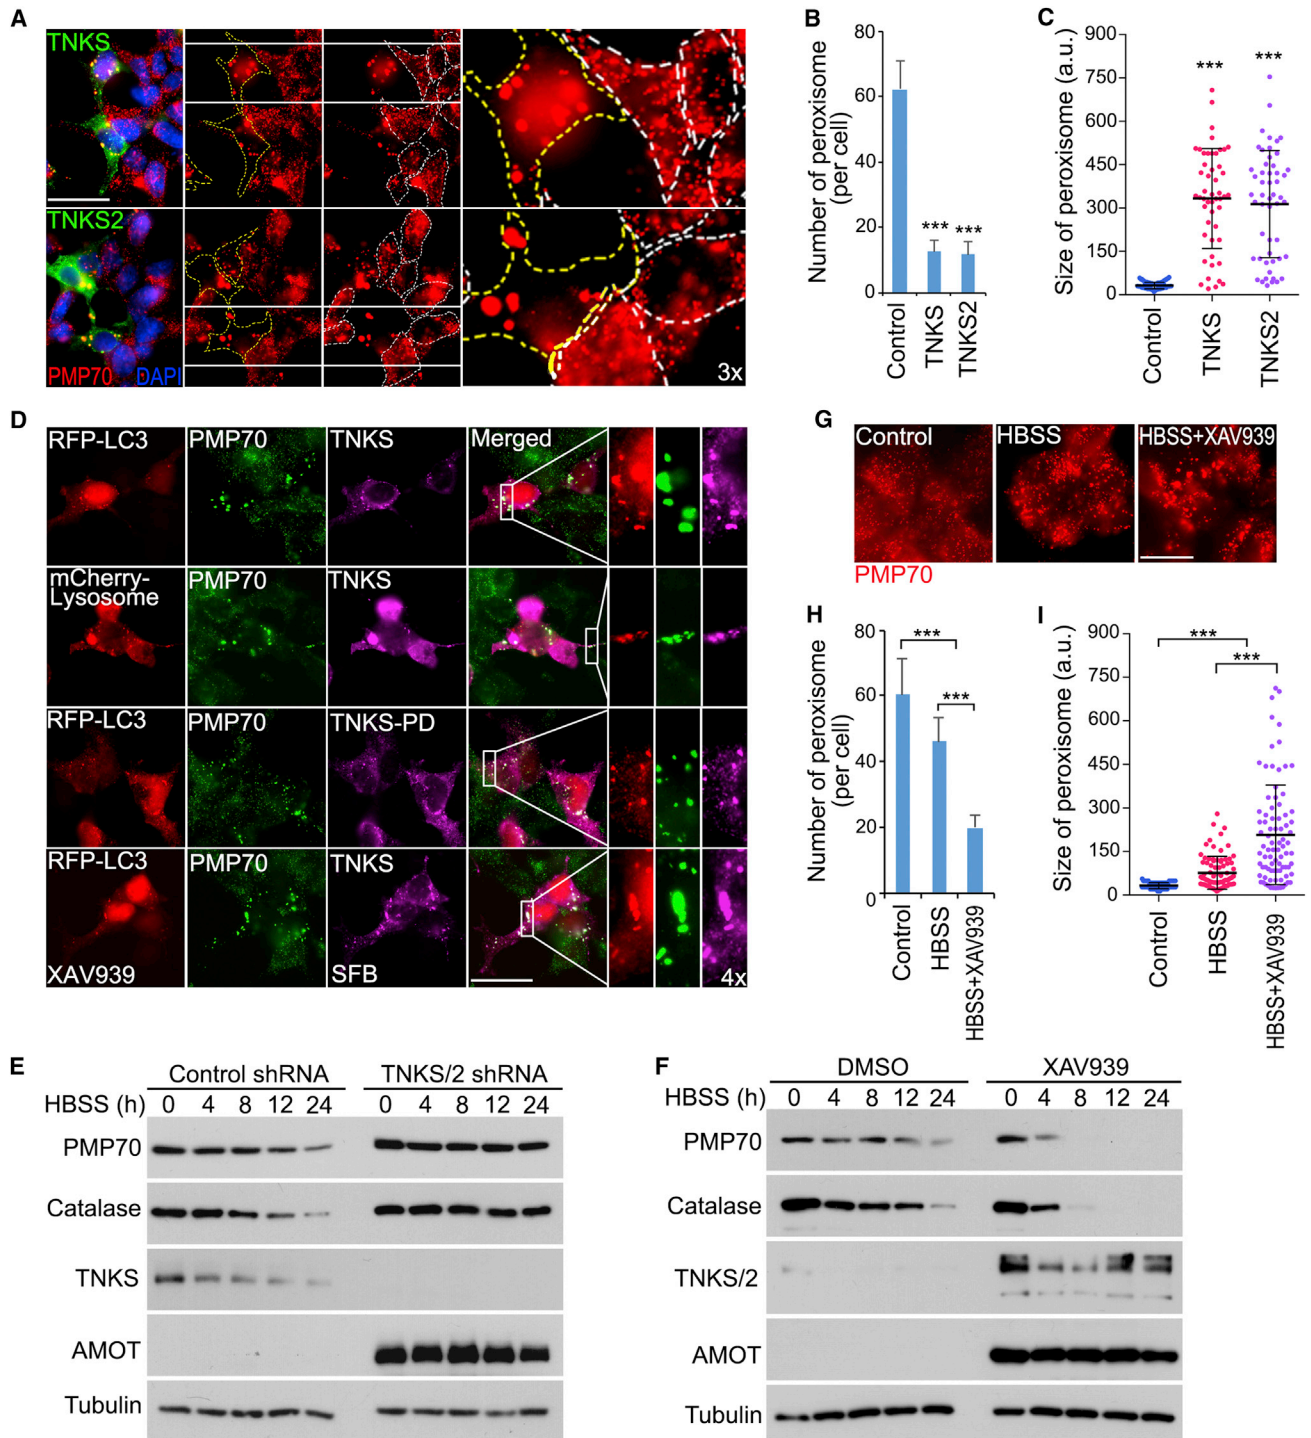 A
TNKS
TNKS2
PMP70 DAPI
3x
B
Number of peroxisome
(per cell)
80
60
40
20
0
Control
TNKS
TNKS2
*** ***
C
Size of peroxisome (a.u.)
900
750
600
450
300
150
0
*** ***
Control
TNKS
TNKS2
D
RFP-LC3 PMP70 TNKS Merged
mCherry-
Lysosome
PMP70 TNKS
RFP-LC3 PMP70 TNKS-PD
RFP-LC3 PMP70 TNKS
XAV939 SFB 4x
G
Control HBSS HBSS+XAV939
PMP70
H
Number of peroxisome
(per cell)
80
60
40
20
0
***
***
Control
HBSS
HBSS+XAV939
I
Size of peroxisome (a.u.)
900
750
600
450
300
150
0
***
***
Control
HBSS
HBSS+XAV939
E
Control shRNA TNKS/2 shRNA
HBSS (h) 0 4 8 12 24 0 4 8 12 24
PMP70
Catalase
TNKS
AMOT
Tubulin
F
DMSO XAV939
HBSS (h) 0 4 8 12 24 0 4 8 12 24
PMP70
Catalase
TNKS/2
AMOT
Tubulin